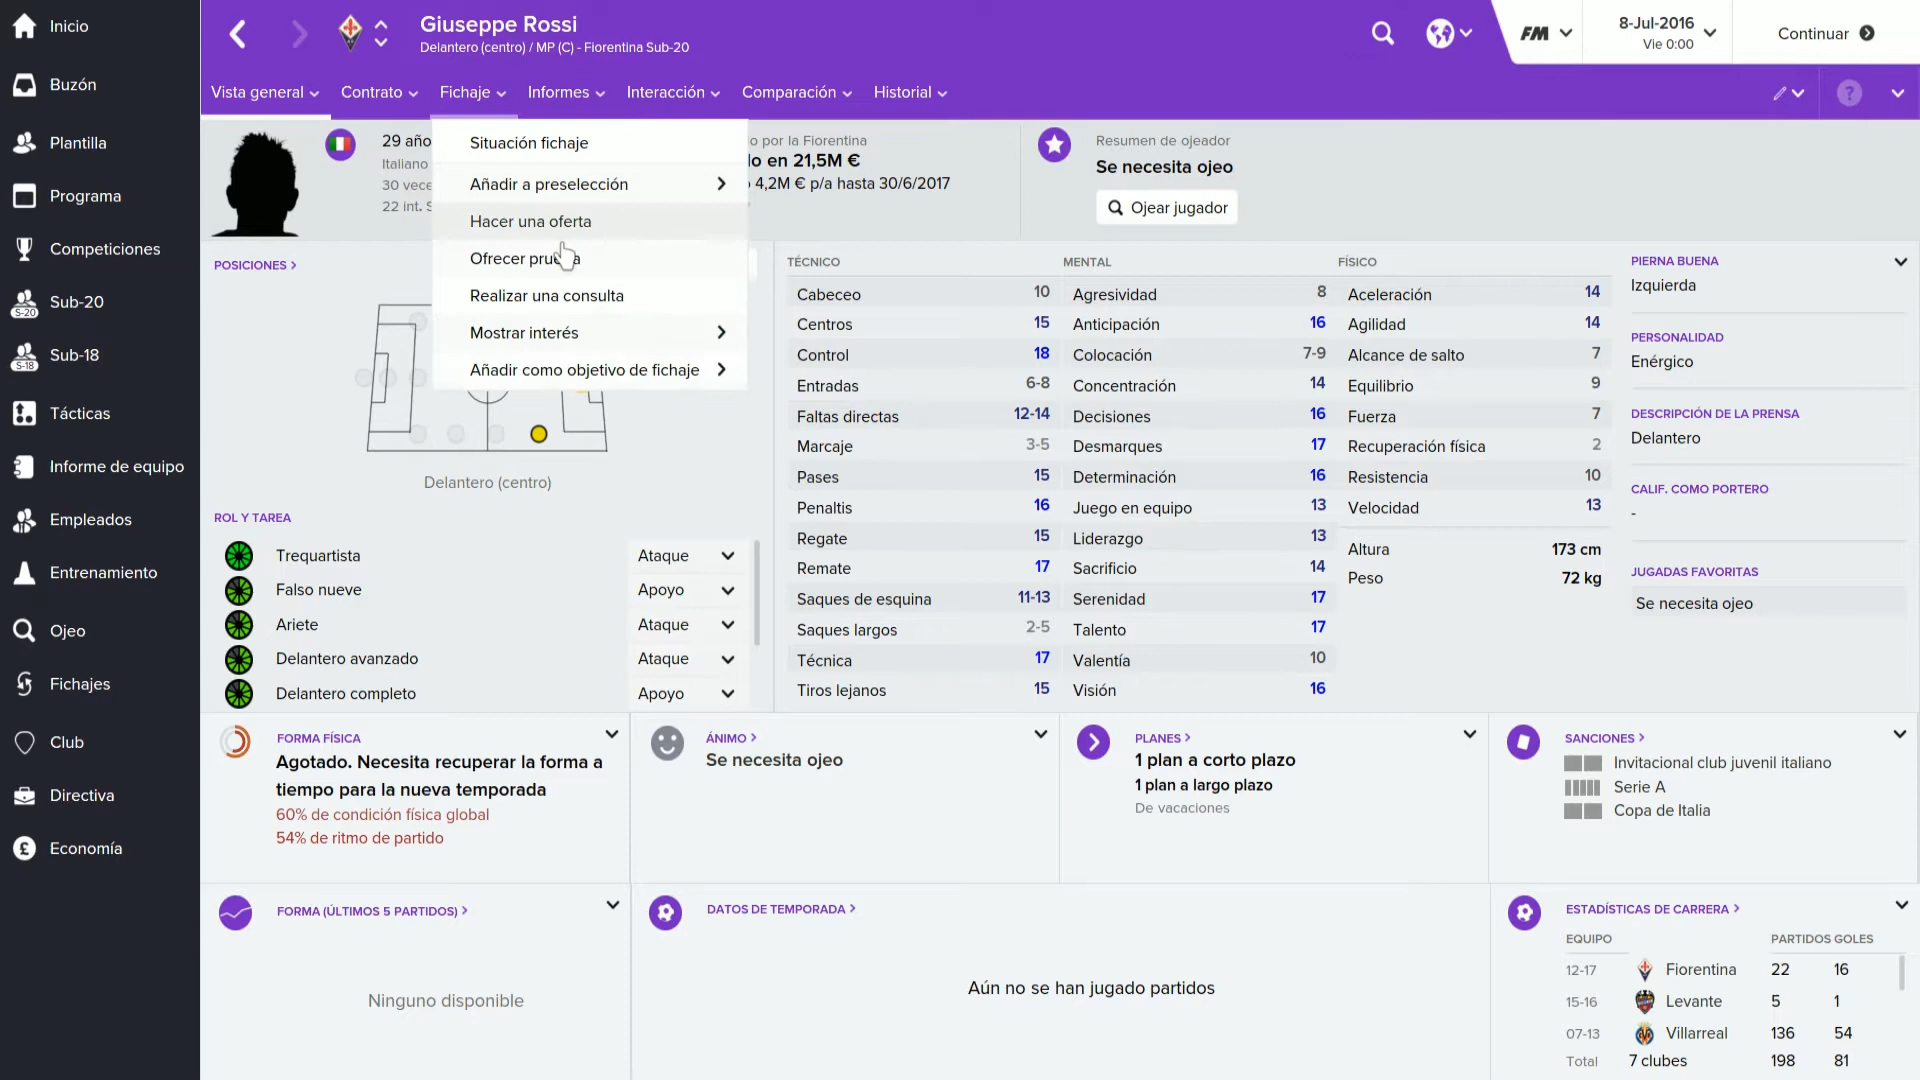 Inicio
Buzón
Plantilla
Programa
Competiciones
Sub-20
S-20
Sub-18
S-18
Tácticas
Informe de equipo
Empleados
Entrenamiento
Ojeo
Fichajes
Club
Directiva
Economía
Giuseppe Rossi
Delantero (centro) / MP (C) - Fiorentina Sub-20
FM
8-Jul-2016
Vie 0:00
Continuar
Vista general
Contrato
Fichaje
Informes
Interacción
Comparación
Historial
?
29 año
Italiano
30 vece
22 int. S
Situación fichaje
Añadir a preselección
Hacer una oferta
Ofrecer
Realizar una consulta
Mostrar interés
Añadir como objetivo de fichaje
o por la Fiorentina
lo en 21,5M €
4,2M € p/a hasta 30/6/2017
Resumen de ojeador
Se necesita ojeo
Ojear jugador
POSICIONES >
Delantero (centro)
ROL Y TAREA
Trequartista Ataque
Falso nueve Apoyo
Ariete Ataque
Delantero avanzado Ataque
Delantero completo Apoyo
TÉCNICO
Cabeceo 10
Centros 15
Control 18
Entradas 6-8
Faltas directas 12-14
Marcaje 3-5
Pases 15
Penaltis 16
Regate 15
Remate 17
Saques de esquina 11-13
Saques largos 2-5
Técnica 17
Tiros lejanos 15
MENTAL
Agresividad 8
Anticipación 16
Colocación 7-9
Concentración 14
Decisiones 16
Desmarques 17
Determinación 16
Juego en equipo 13
Liderazgo 13
Sacrificio 14
Serenidad 17
Talento 17
Valentía 10
Visión 16
FÍSICO
Aceleración 14
Agilidad 14
Alcance de salto 7
Equilibrio 9
Fuerza 7
Recuperación física 2
Resistencia 10
Velocidad 13
Altura 173 cm
Peso 72 kg
PIERNA BUENA
Izquierda
PERSONALIDAD
Enérgico
DESCRIPCIÓN DE LA PRENSA
Delantero
CALIF. COMO PORTERO
-
JUGADAS FAVORITAS
Se necesita ojeo
FORMA FÍSICA
Agotado. Necesita recuperar la forma a
tiempo para la nueva temporada
60% de condición física global
54% de ritmo de partido
ÁNIMO >
Se necesita ojeo
PLANES >
1 plan a corto plazo
1 plan a largo plazo
De vacaciones
SANCIONES >
Invitacional club juvenil italiano
Serie A
Copa de Italia
FORMA (ÚLTIMOS 5 PARTIDOS) >
Ninguno disponible
DATOS DE TEMPORADA >
Aún no se han jugado partidos
ESTADÍSTICAS DE CARRERA >
EQUIPO PARTIDOS GOLES
12-17 Fiorentina 22 16
15-16 Levante 5 1
07-13 Villarreal 136 54
Total 7 clubes 198 81